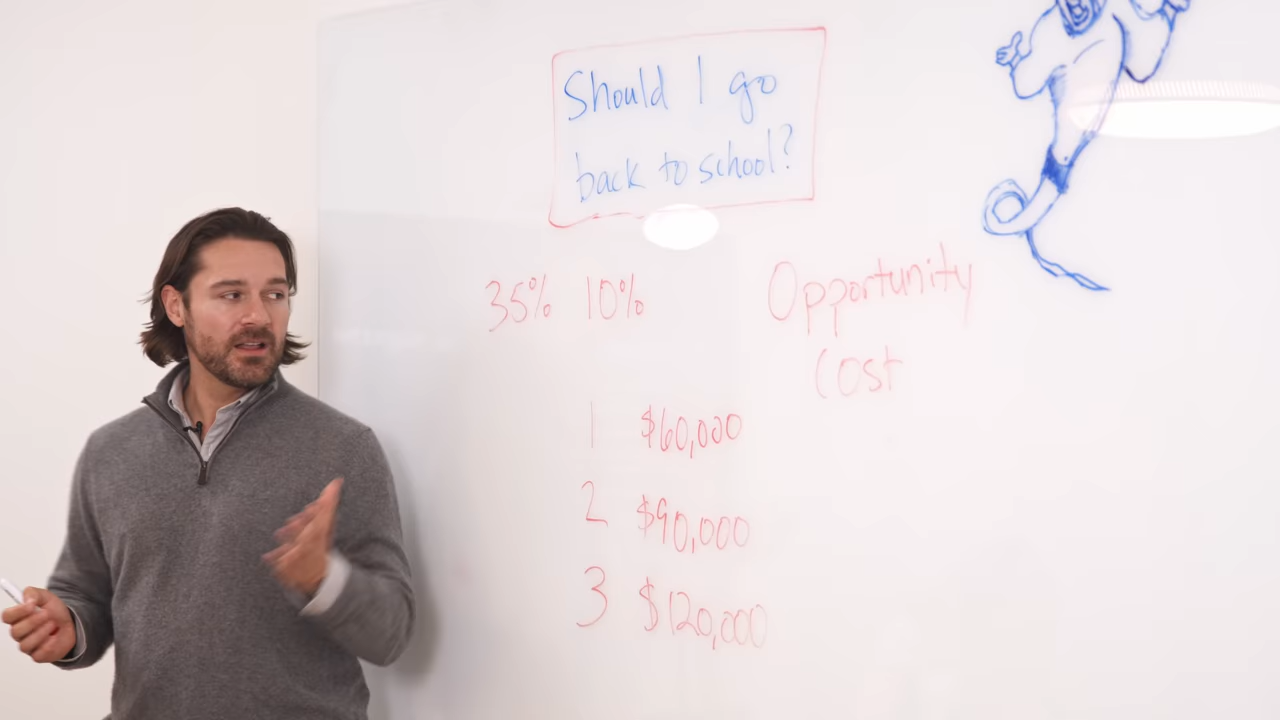 Should I go
back to school?
35% 10%
Opportunity
Cost
1 $60,000
2 $90,000
3 $120,000